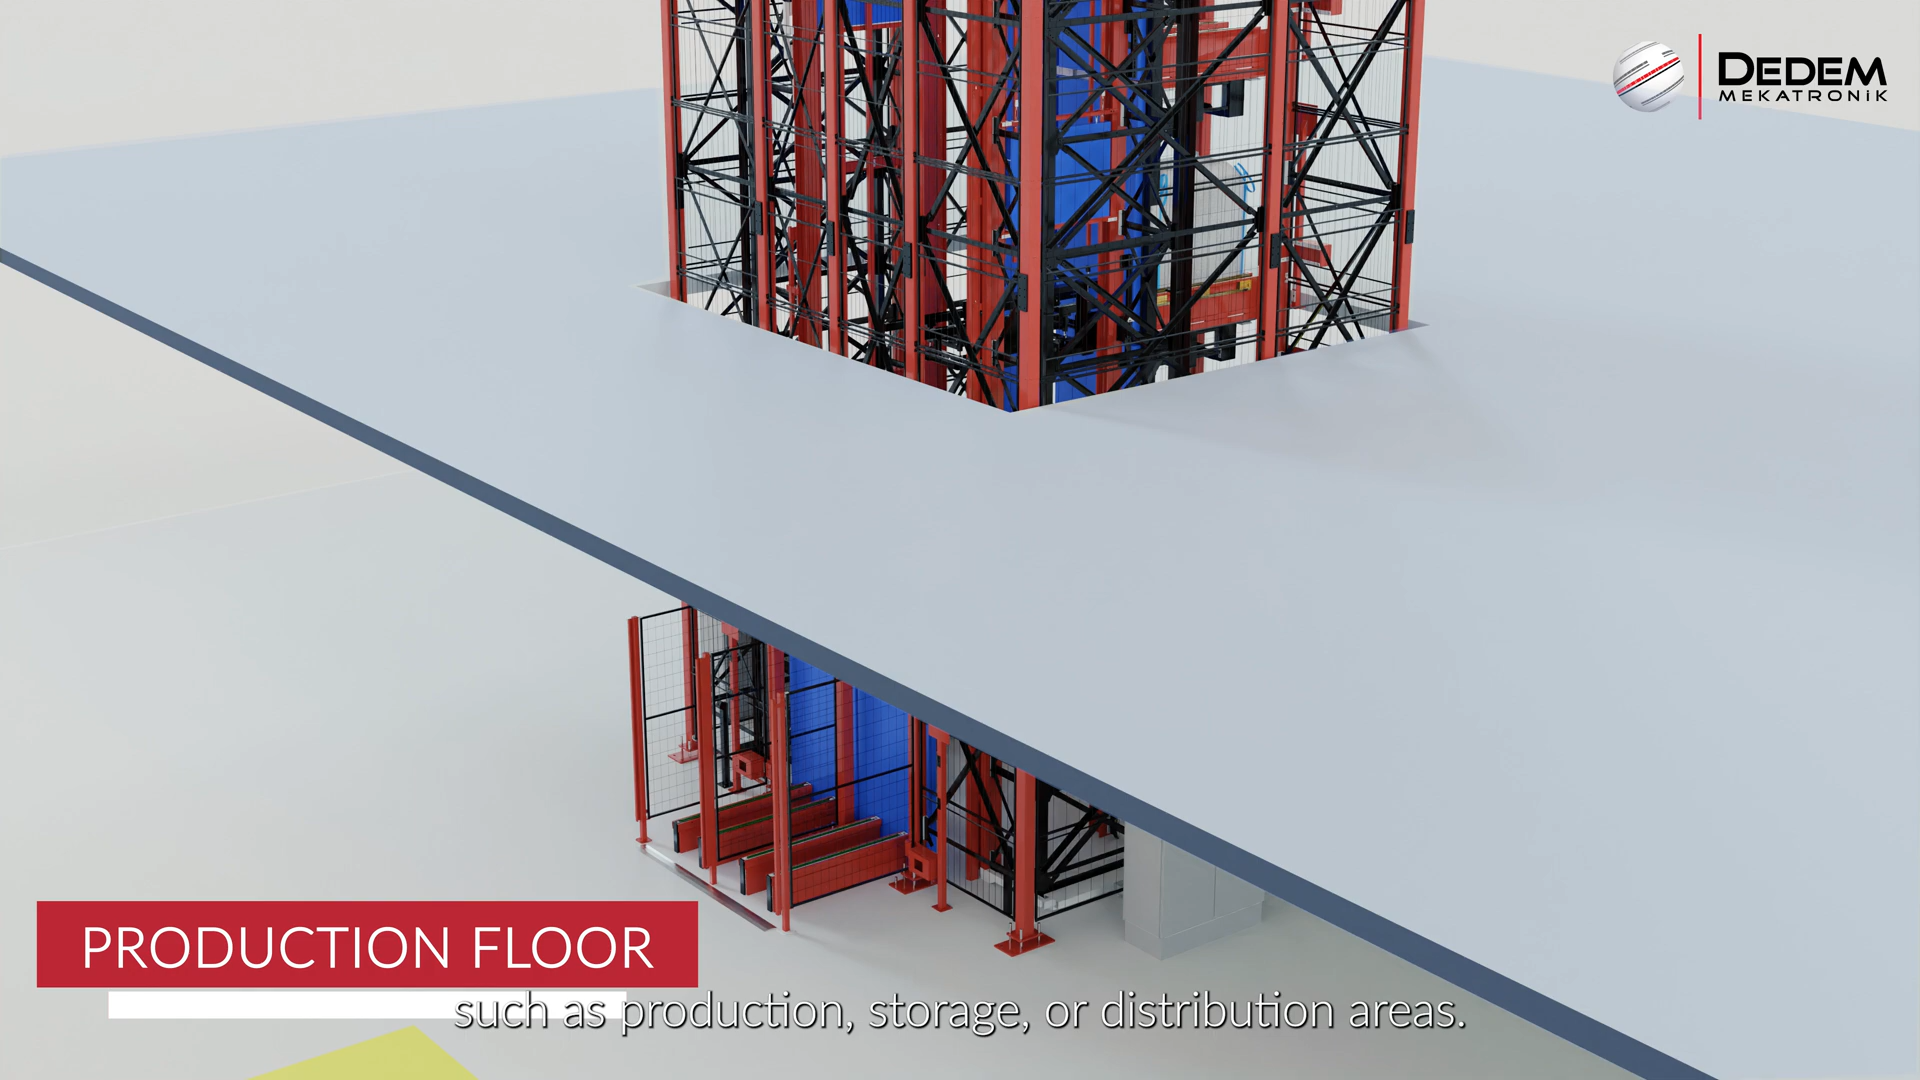 DEDEM
MEKATRONİK
PRODUCTION FLOOR
such as production, storage, or distribution areas.